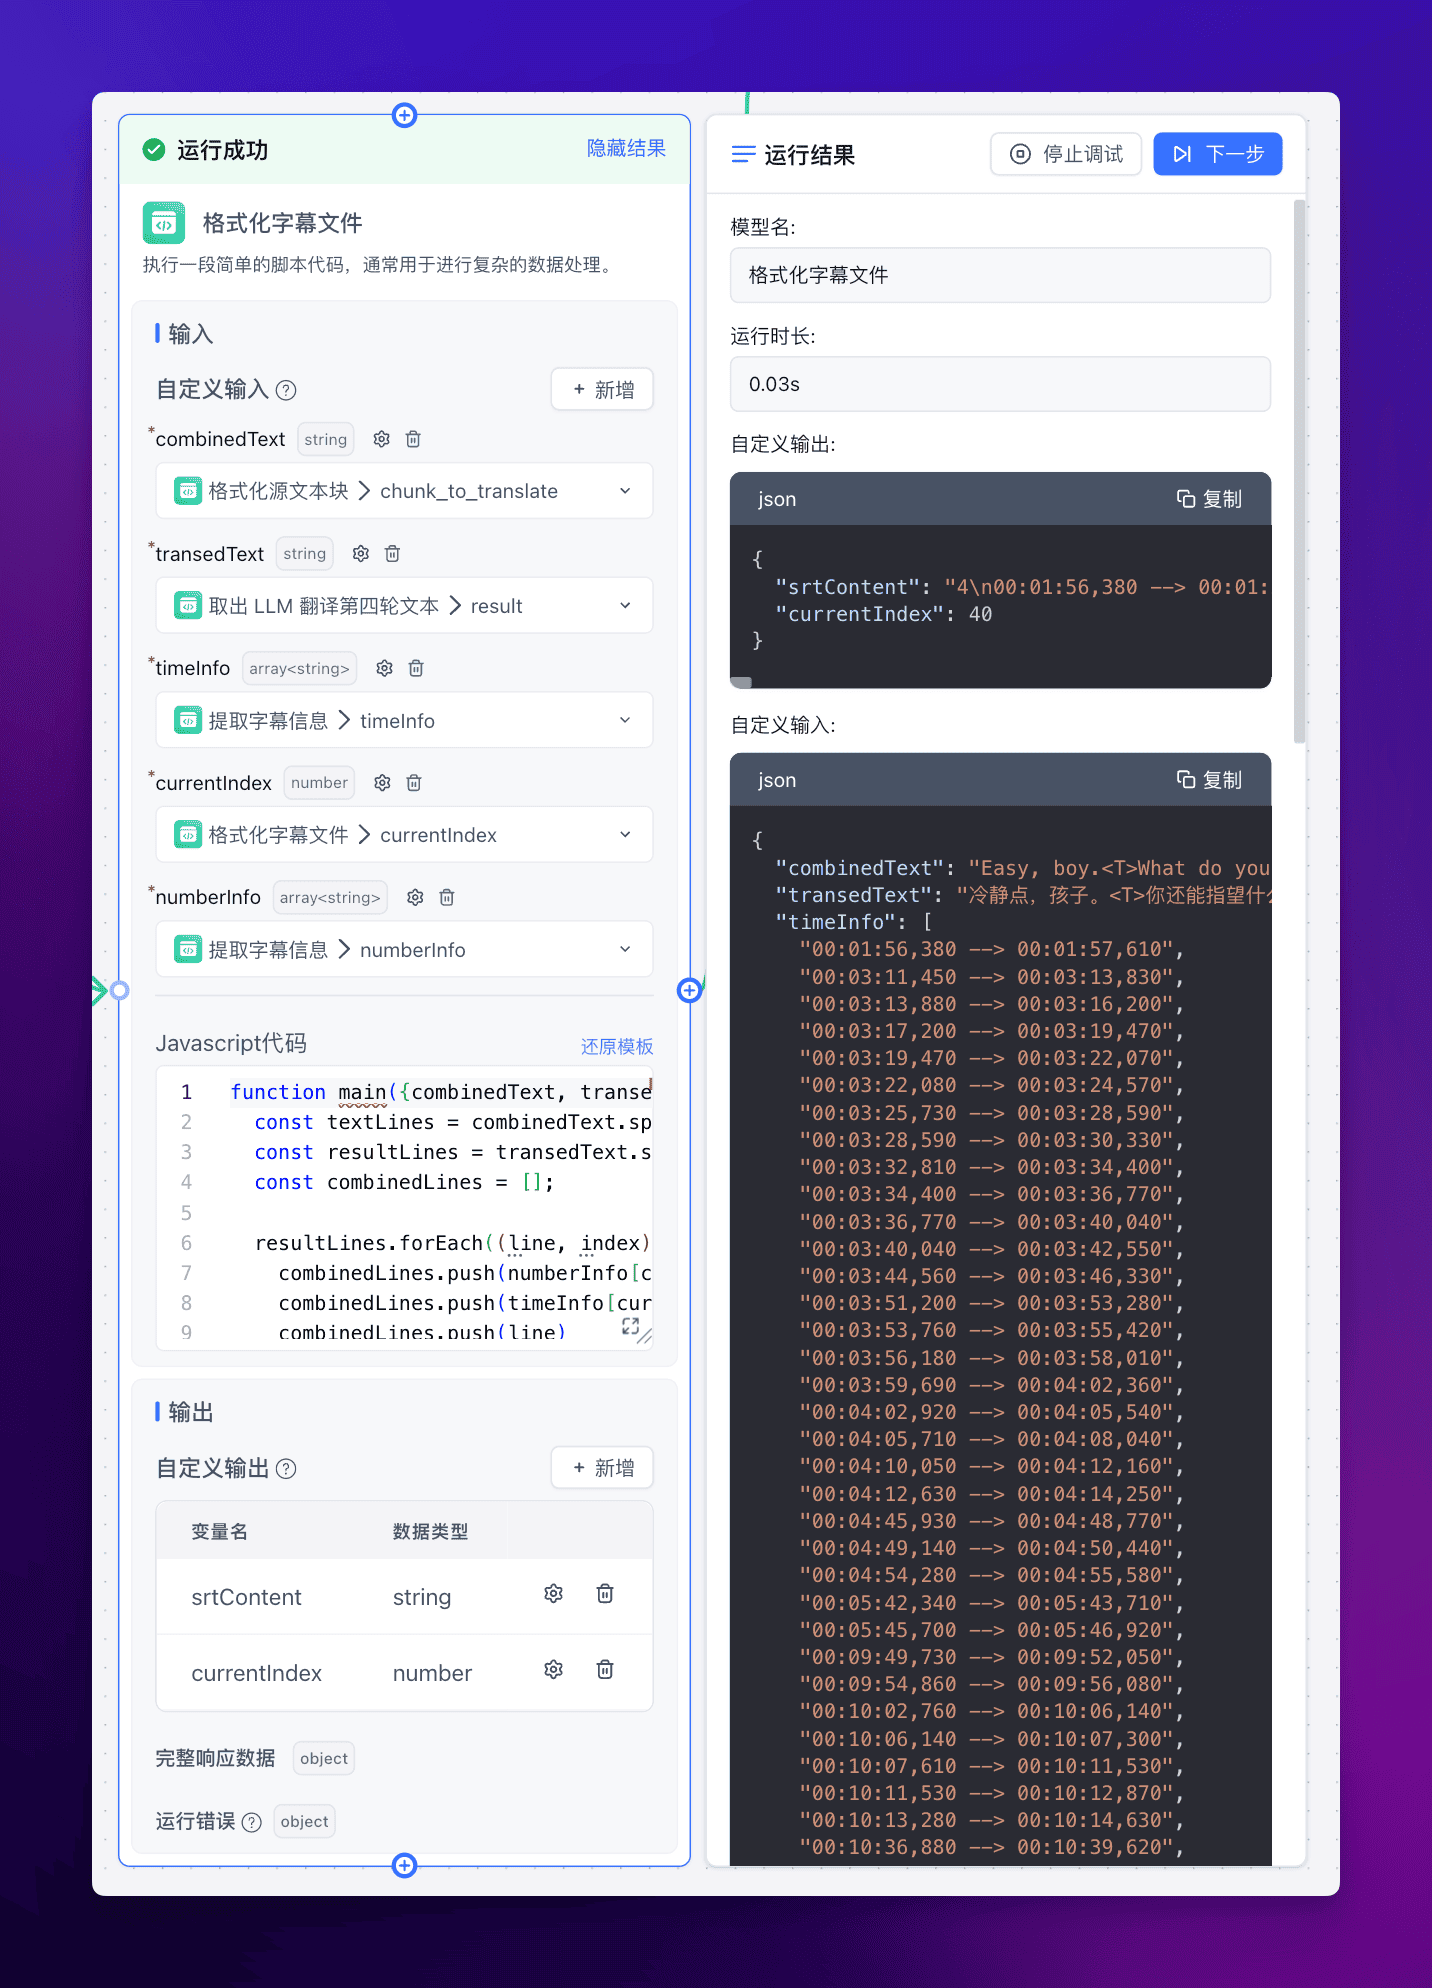 运行成功
隐藏结果
格式化字幕文件
执行一段简单的脚本代码，通常用于进行复杂的数据处理。
输入
自定义输入
+ 新增
*combinedText string
格式化源文本块 > chunk_to_translate
*transedText string
取出 LLM 翻译第四轮文本 > result
*timeInfo array<string>
提取字幕信息 > timeInfo
*currentIndex number
格式化字幕文件 > currentIndex
*numberInfo array<string>
提取字幕信息 > numberInfo
Javascript代码
还原模板
1 function main({combinedText, transe
2 const textLines = combinedText.sp
3 const resultLines = transedText.s
4 const combinedLines = [];
5
6 resultLines.forEach((line, index)
7 combinedLines.push(numberInfo[c
8 combinedLines.push(timeInfo[cur
9 combinedLines.push(line)
输出
自定义输出
+ 新增
变量名 数据类型
srtContent string
currentIndex number
完整响应数据 object
运行错误 object
运行结果
停止调试
下一步
模型名:
格式化字幕文件
运行时长:
0.03s
自定义输出:
json
复制
{
"srtContent": "4\n00:01:56,380 --> 00:01:
"currentIndex": 40
}
自定义输入:
json
复制
{
"combinedText": "Easy, boy.<T>What do you
"transedText": "冷静点，孩子。<T>你还能指望什么
"timeInfo": [
"00:01:56,380 --> 00:01:57,610",
"00:03:11,450 --> 00:03:13,830",
"00:03:13,880 --> 00:03:16,200",
"00:03:17,200 --> 00:03:19,470",
"00:03:19,470 --> 00:03:22,070",
"00:03:22,080 --> 00:03:24,570",
"00:03:25,730 --> 00:03:28,590",
"00:03:28,590 --> 00:03:30,330",
"00:03:32,810 --> 00:03:34,400",
"00:03:34,400 --> 00:03:36,770",
"00:03:36,770 --> 00:03:40,040",
"00:03:40,040 --> 00:03:42,550",
"00:03:44,560 --> 00:03:46,330",
"00:03:51,200 --> 00:03:53,280",
"00:03:53,760 --> 00:03:55,420",
"00:03:56,180 --> 00:03:58,010",
"00:03:59,690 --> 00:04:02,360",
"00:04:02,920 --> 00:04:05,540",
"00:04:05,710 --> 00:04:08,040",
"00:04:10,050 --> 00:04:12,160",
"00:04:12,630 --> 00:04:14,250",
"00:04:45,930 --> 00:04:48,770",
"00:04:49,140 --> 00:04:50,440",
"00:04:54,280 --> 00:04:55,580",
"00:05:42,340 --> 00:05:43,710",
"00:05:45,700 --> 00:05:46,920",
"00:09:49,730 --> 00:09:52,050",
"00:09:54,860 --> 00:09:56,080",
"00:10:02,760 --> 00:10:06,140",
"00:10:06,140 --> 00:10:07,300",
"00:10:07,610 --> 00:10:11,530",
"00:10:11,530 --> 00:10:12,870",
"00:10:13,280 --> 00:10:14,630",
"00:10:36,880 --> 00:10:39,620",